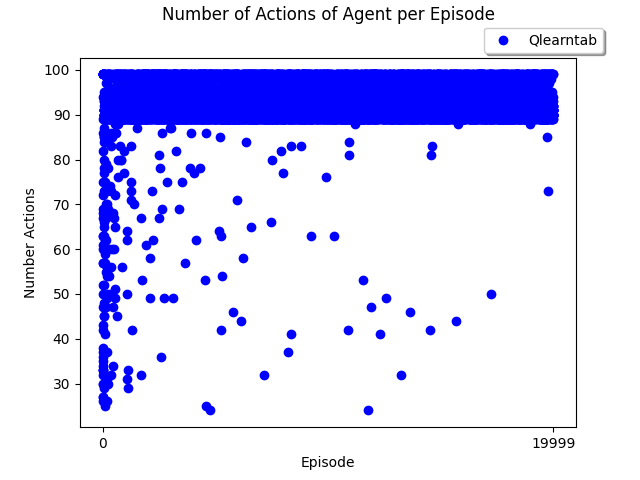 Number of Actions of Agent per Episode
Qlearntab
100
90
80
70
60
50
40
30
Number Actions
0 19999
Episode